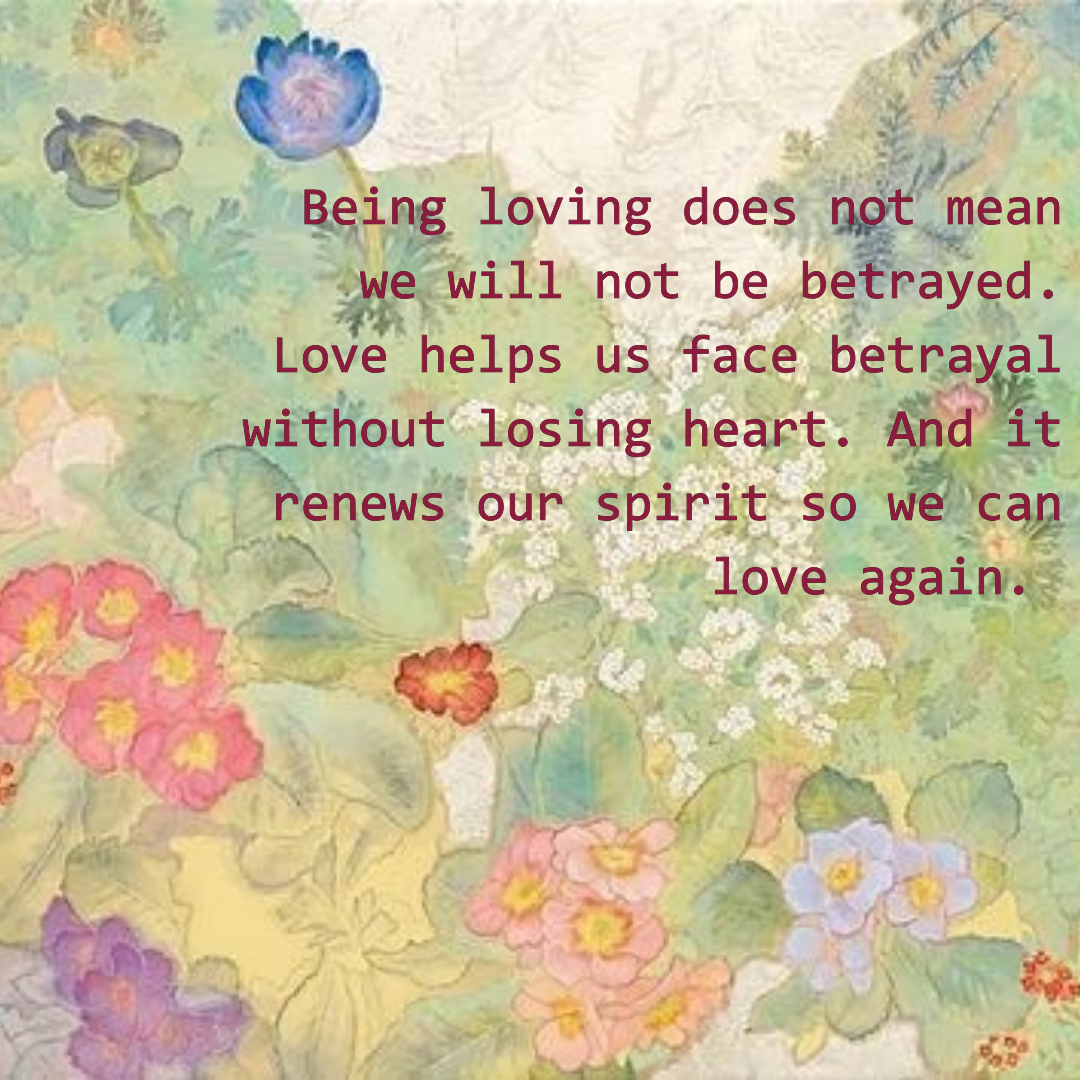 Being loving does not mean
we will not be betrayed.
Love helps us face betrayal
without losing heart. And it
renews our spirit so we can
love again.